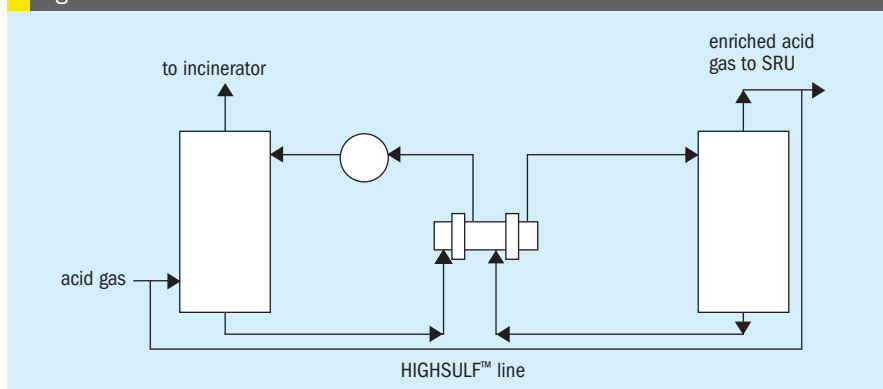 enriched acid
gas to SRU
to incinerator
acid gas
HIGHSULF™ line